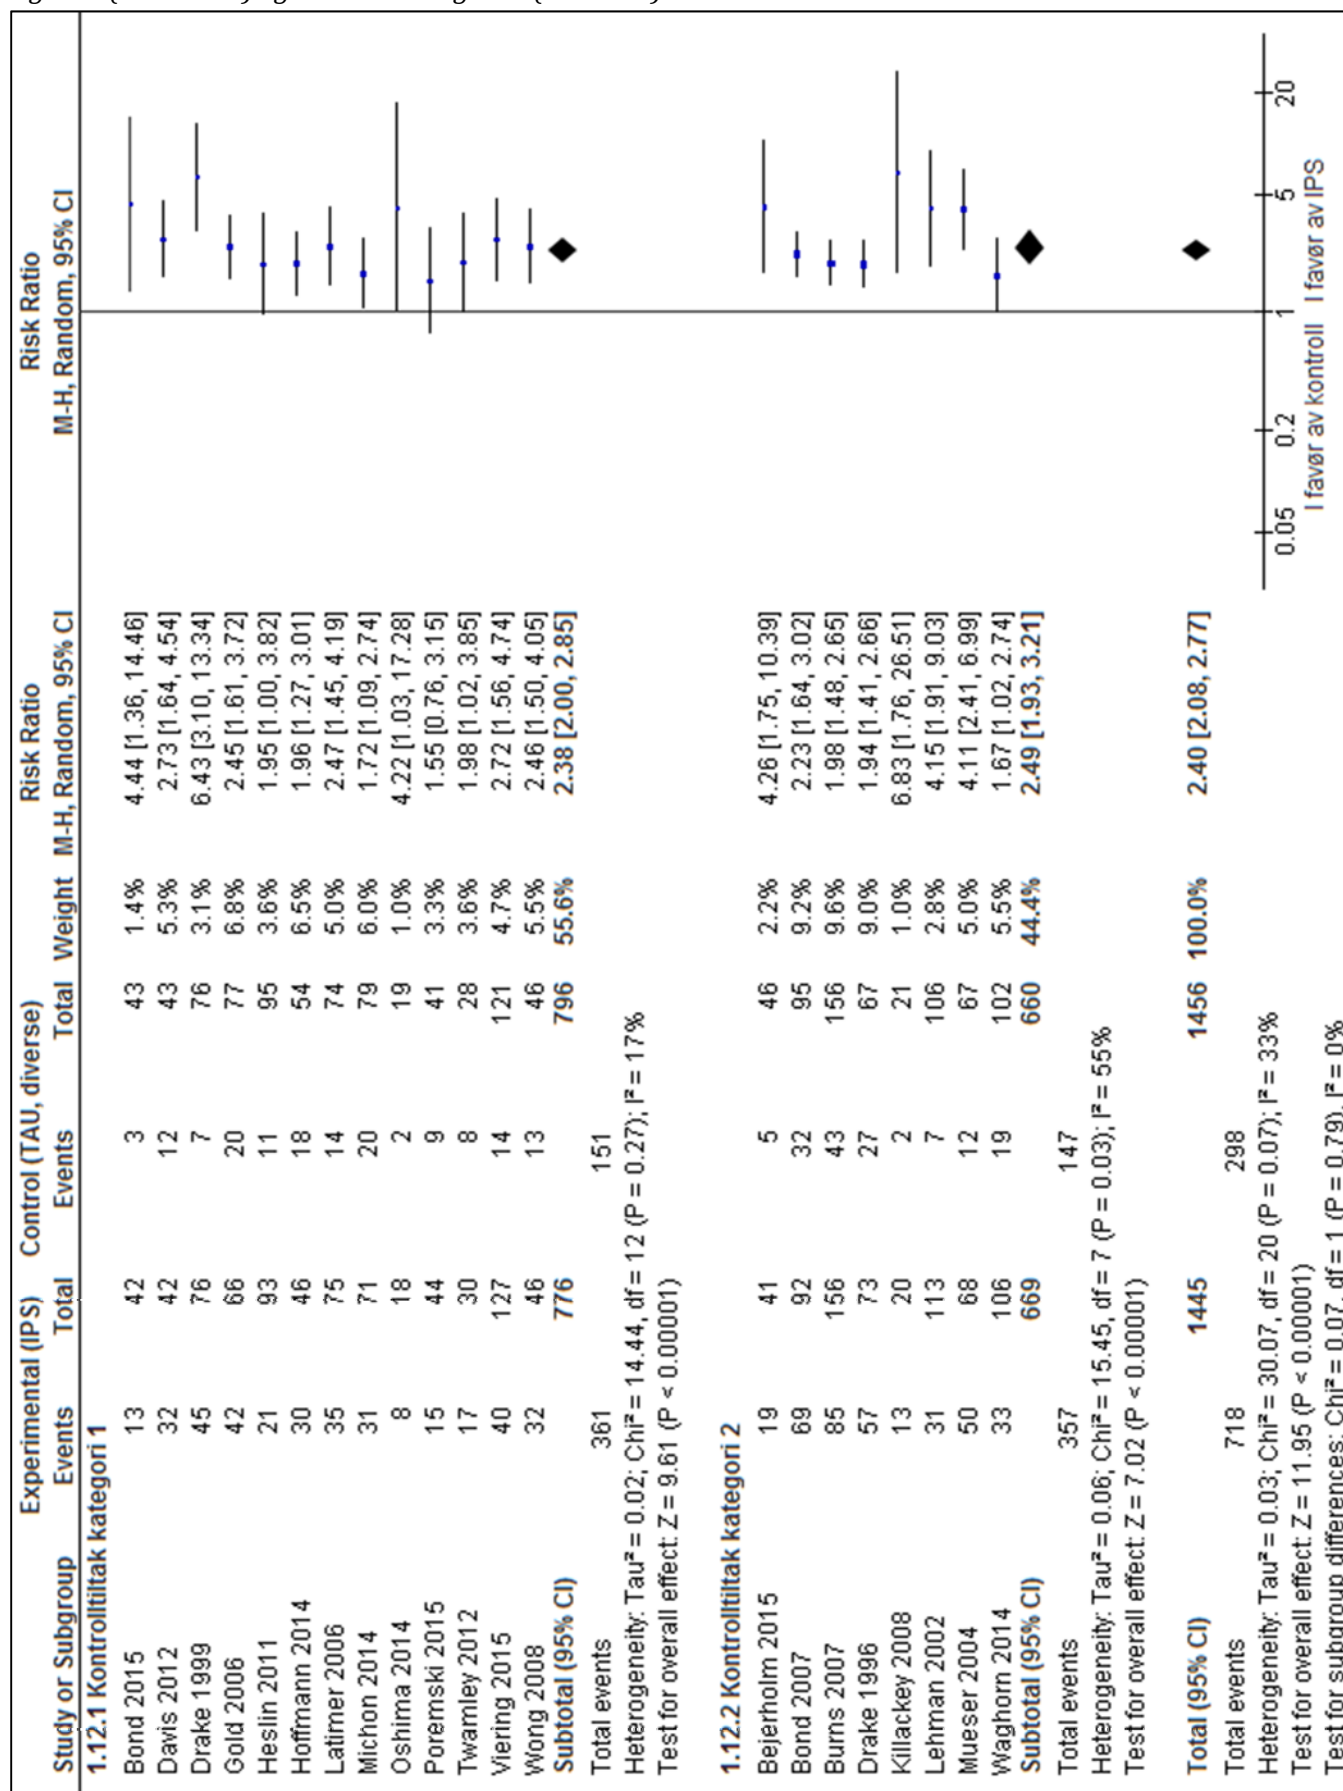 Experimental (IPS) Control (TAU, diverse) Risk Ratio Risk Ratio
Study or Subgroup Events Total Events Total Weight M-H, Random, 95% CI M-H, Random, 95% CI
1.12.1 Kontrolltiltak kategori 1
Bond 2015 13 42 3 43 1.4% 4.44 [1.36, 14.46]
Davis 2012 32 42 12 43 5.3% 2.73 [1.64, 4.54]
Drake 1999 45 76 7 76 3.1% 6.43 [3.10, 13.34]
Gold 2006 42 66 20 77 6.8% 2.45 [1.61, 3.72]
Heslin 2011 21 93 11 95 3.6% 1.95 [1.00, 3.82]
Hoffmann 2014 30 46 18 54 6.5% 1.96 [1.27, 3.01]
Latimer 2006 35 75 14 74 5.0% 2.47 [1.45, 4.19]
Michon 2014 31 71 20 79 6.0% 1.72 [1.09, 2.74]
Oshima 2014 8 18 2 19 1.0% 4.22 [1.03, 17.28]
Poremski 2015 15 44 9 41 3.3% 1.55 [0.76, 3.15]
Twamley 2012 17 30 8 28 3.6% 1.98 [1.02, 3.85]
Viering 2015 40 127 14 121 4.7% 2.72 [1.56, 4.74]
Wong 2008 32 46 13 46 5.5% 2.46 [1.50, 4.05]
Subtotal (95% CI) 776 796 55.6% 2.38 [2.00, 2.85]
Total events 361 151
Heterogeneity: Tau² = 0.02; Chi² = 14.44, df = 12 (P = 0.27); I² = 17%
Test for overall effect: Z = 9.61 (P < 0.00001)
1.12.2 Kontrolltiltak kategori 2
Bejerholm 2015 19 41 5 46 2.2% 4.26 [1.75, 10.39]
Bond 2007 69 92 32 95 9.2% 2.23 [1.64, 3.02]
Burns 2007 85 156 43 156 9.6% 1.98 [1.48, 2.65]
Drake 1996 57 73 27 67 9.0% 1.94 [1.41, 2.66]
Killackey 2008 13 20 2 21 1.0% 6.83 [1.76, 26.51]
Lehman 2002 31 113 7 106 2.8% 4.15 [1.91, 9.03]
Mueser 2004 50 68 12 67 5.0% 4.11 [2.41, 6.99]
Waghorn 2014 33 106 19 102 5.5% 1.67 [1.02, 2.74]
Subtotal (95% CI) 669 660 44.4% 2.49 [1.93, 3.21]
Total events 357 147
Heterogeneity: Tau² = 0.06; Chi² = 15.45, df = 7 (P = 0.03); I² = 55%
Test for overall effect: Z = 7.02 (P < 0.00001)
Total (95% CI) 1445 1456 100.0% 2.40 [2.08, 2.77]
Total events 718 298
Heterogeneity: Tau² = 0.03; Chi² = 30.07, df = 20 (P = 0.07); I² = 33%
Test for overall effect: Z = 11.95 (P < 0.00001)
Test for subgroup differences: Chi² = 0.07, df = 1 (P = 0.79), I² = 0%
0.05 0.2 1 5 20
I favør av kontroll I favør av IPS